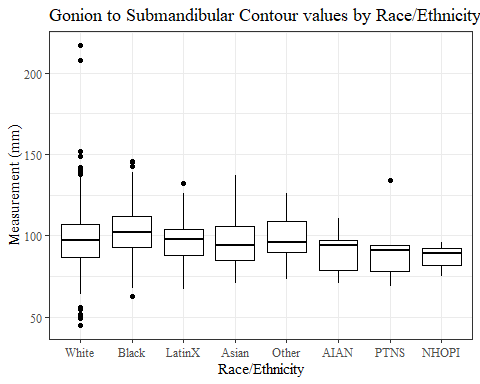 Gonion to Submandibular Contour values by Race/Ethnicity
Measurement (mm)
200
150
100
50
White Black LatinX Asian Other AIAN PTNS NHOPI
Race/Ethnicity